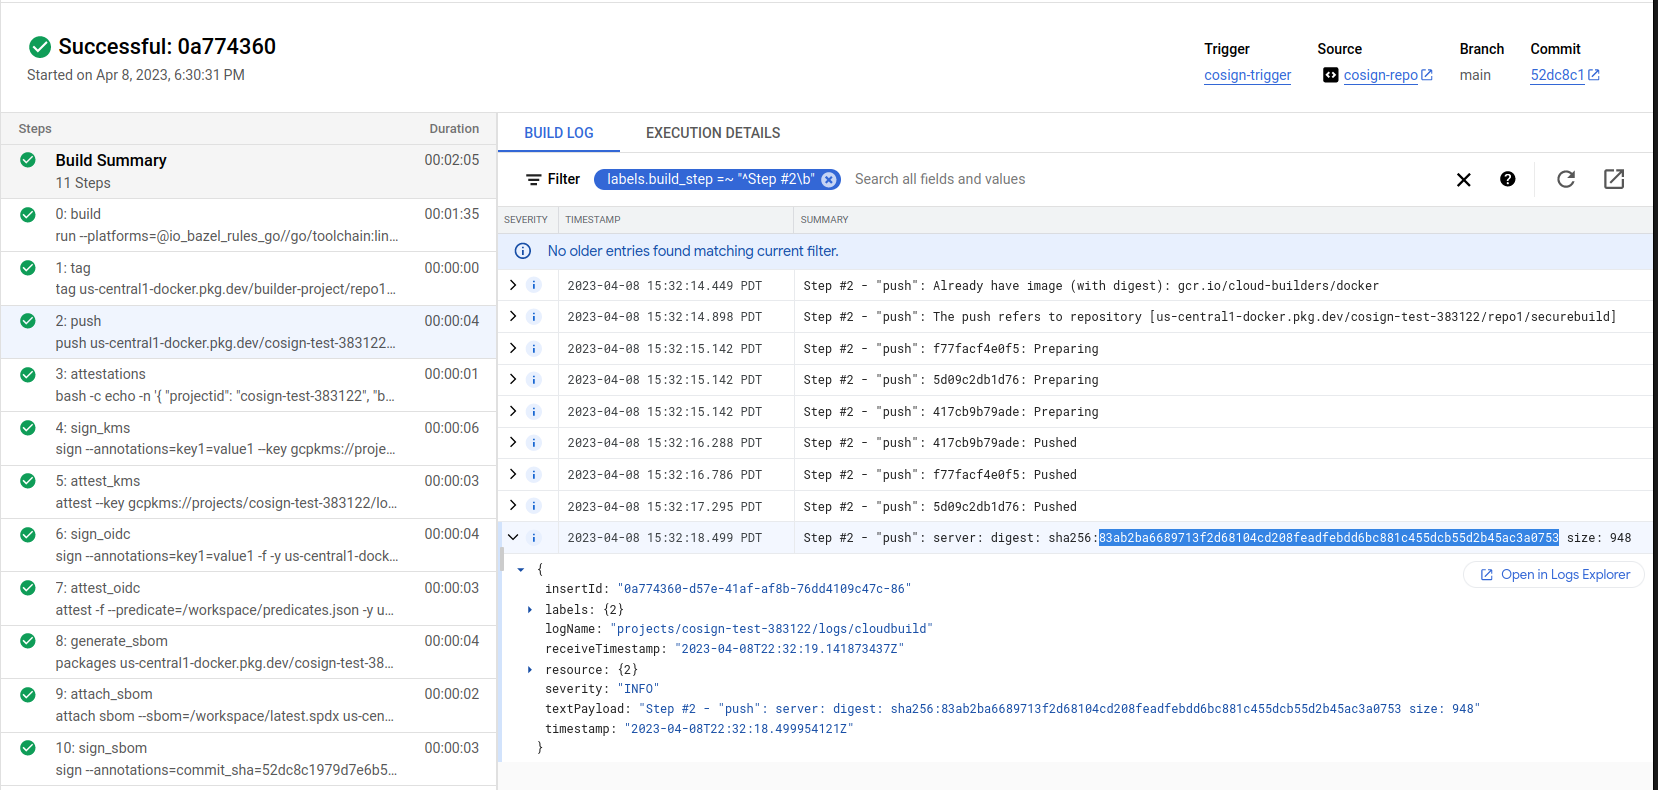 Successful: 0a774360
Started on Apr 8, 2023, 6:30:31 PM
Trigger Source Branch Commit
cosign-trigger cosign-repo main 52dc8c1
Steps Duration
Build Summary 00:02:05
11 Steps
0: build 00:01:35
run --platforms=@io_bazel_rules_go//go/toolchain:lin...
1: tag 00:00:00
tag us-central1-docker.pkg.dev/builder-project/repo1...
2: push 00:00:04
push us-central1-docker.pkg.dev/cosign-test-383122...
3: attestations 00:00:01
bash -c echo -n '{ "projectid": "cosign-test-383122", "b...
4: sign_kms 00:00:06
sign --annotations=key1=value1 --key gcpkms://proje...
5: attest_kms 00:00:03
attest --key gcpkms://projects/cosign-test-383122/lo...
6: sign_oidc 00:00:04
sign --annotations=key1=value1 -f -y us-central1-dock...
7: attest_oidc 00:00:03
attest -f --predicate=/workspace/predicates.json -y u...
8: generate_sbom 00:00:04
packages us-central1-docker.pkg.dev/cosign-test-38...
9: attach_sbom 00:00:02
attach sbom --sbom=/workspace/latest.spdx us-cen...
10: sign_sbom 00:00:03
sign --annotations=commit_sha=52dc8c1979d7e6b5...
BUILD LOG EXECUTION DETAILS
Filter labels.build_step =~ "^Step #2\b" Search all fields and values
SEVERITY TIMESTAMP SUMMARY
No older entries found matching current filter.
2023-04-08 15:32:14.449 PDT Step #2 - "push": Already have image (with digest): gcr.io/cloud-builders/docker
2023-04-08 15:32:14.898 PDT Step #2 - "push": The push refers to repository [us-central1-docker.pkg.dev/cosign-test-383122/repo1/securebuild]
2023-04-08 15:32:15.142 PDT Step #2 - "push": f77facf4e0f5: Preparing
2023-04-08 15:32:15.142 PDT Step #2 - "push": 5d09c2db1d76: Preparing
2023-04-08 15:32:15.142 PDT Step #2 - "push": 417cb9b79ade: Preparing
2023-04-08 15:32:16.288 PDT Step #2 - "push": 417cb9b79ade: Pushed
2023-04-08 15:32:16.786 PDT Step #2 - "push": f77facf4e0f5: Pushed
2023-04-08 15:32:17.295 PDT Step #2 - "push": 5d09c2db1d76: Pushed
2023-04-08 15:32:18.499 PDT Step #2 - "push": server: digest: sha256:83ab2ba6689713f2d68104cd208feadfebdd6bc881c455dcb55d2b45ac3a0753 size: 948
{
Open in Logs Explorer
insertId: "0a774360-d57e-41af-af8b-76dd4109c47c-86"
labels: {2}
logName: "projects/cosign-test-383122/logs/cloudbuild"
receiveTimestamp: "2023-04-08T22:32:19.141873437Z"
resource: {2}
severity: "INFO"
textPayload: "Step #2 - "push": server: digest: sha256:83ab2ba6689713f2d68104cd208feadfebdd6bc881c455dcb55d2b45ac3a0753 size: 948"
timestamp: "2023-04-08T22:32:18.499954121Z"
}